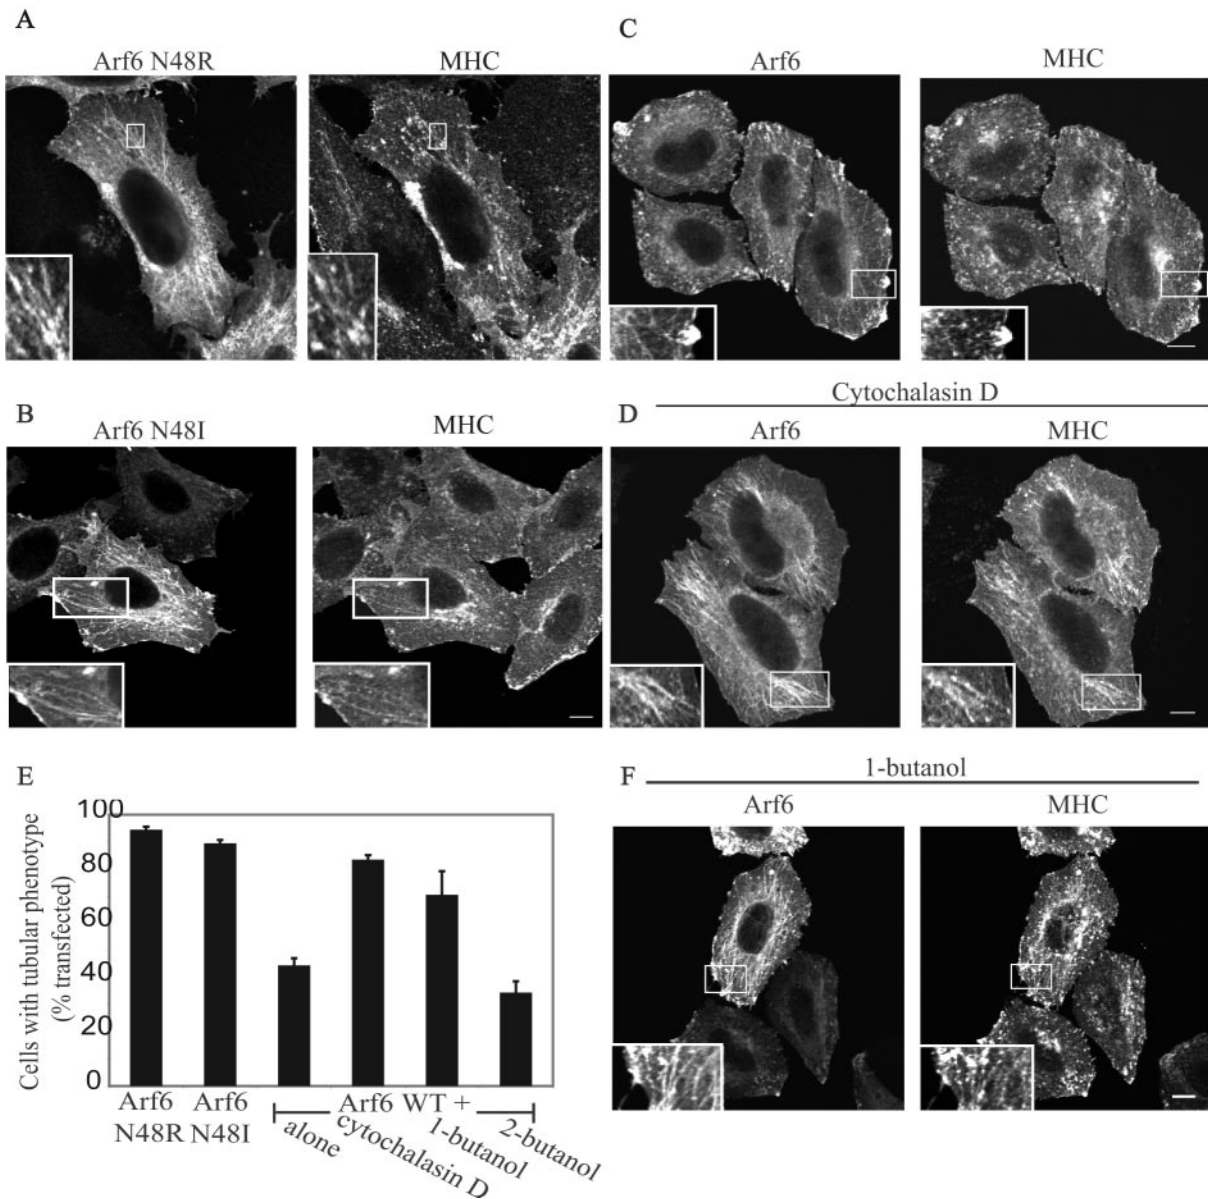 A
Arf6 N48R
MHC
C
Arf6
MHC
B
Arf6 N48I
MHC
Cytochalasin D
D
Arf6
MHC
E
Cells with tubular phenotype
(% transfected)
100
80
60
40
20
0
Arf6
N48R
Arf6
N48I
Arf6 WT +
alone
cytochalasin D
1-butanol
2-butanol
F
1-butanol
Arf6
MHC